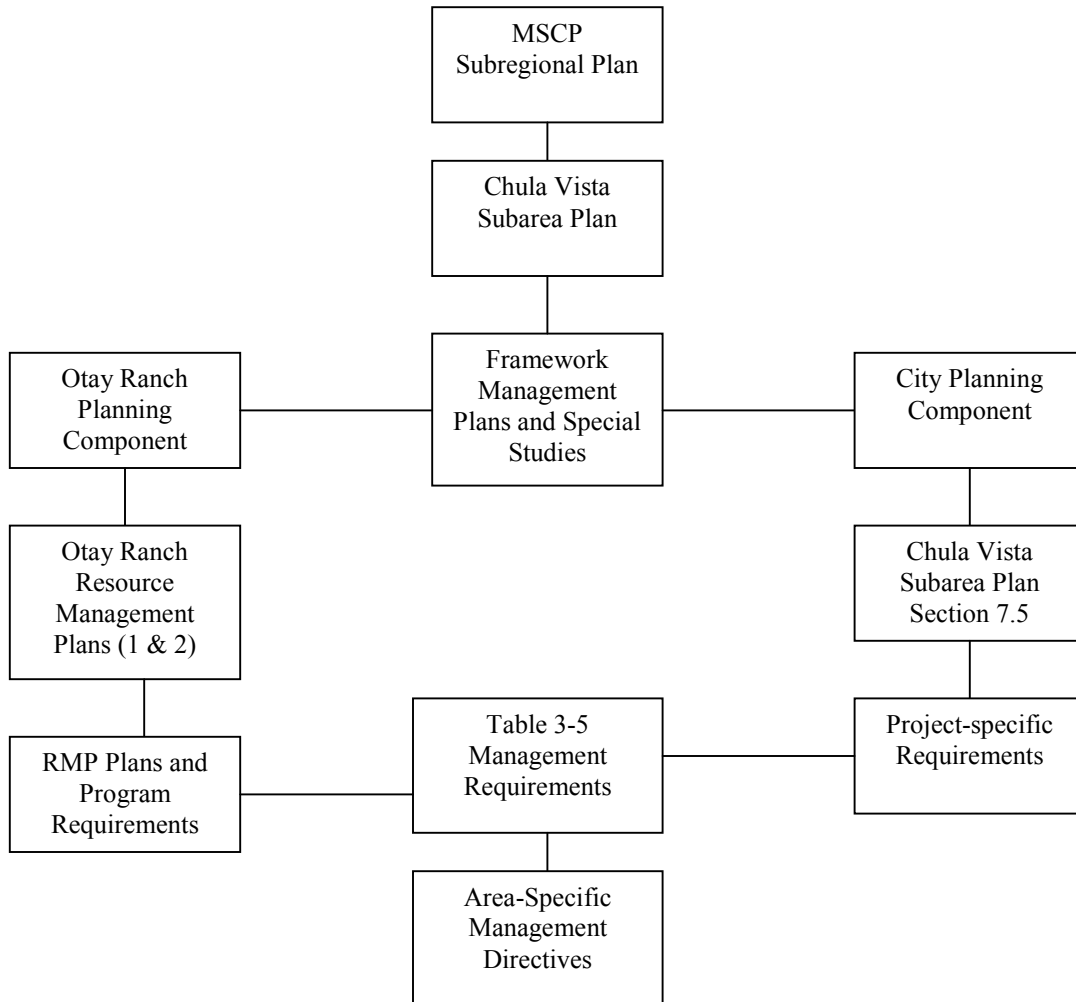 MSCP
Subregional Plan
Chula Vista
Subarea Plan
Framework
Management
Plans and Special
Studies
Otay Ranch
Planning
Component
City Planning
Component
Otay Ranch
Resource
Management
Plans (1 & 2)
Chula Vista
Subarea Plan
Section 7.5
RMP Plans and
Program
Requirements
Table 3-5
Management
Requirements
Project-specific
Requirements
Area-Specific
Management
Directives